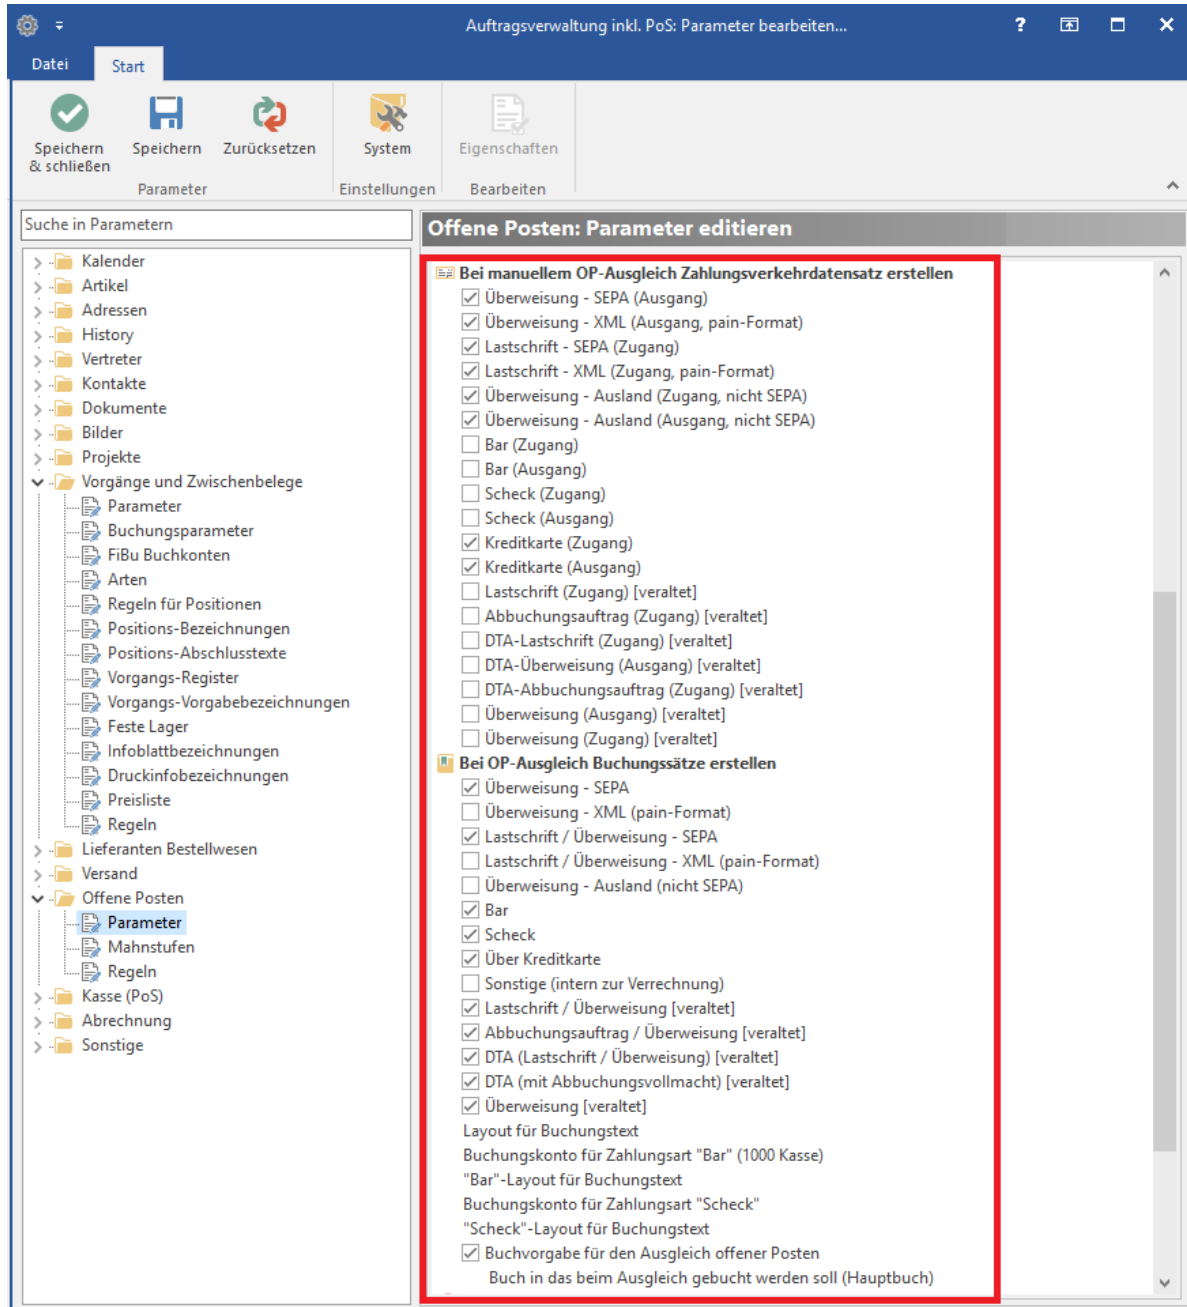 Auftragsverwaltung inkl. PoS: Parameter bearbeiten...
?
Datei
Start
Speichern & schließen
Speichern
Zurücksetzen
System
Eigenschaften
Parameter
Einstellungen
Bearbeiten
Suche in Parametern
Kalender
Artikel
Adressen
History
Vertreter
Kontakte
Dokumente
Bilder
Projekte
Vorgänge und Zwischenbelege
Parameter
Buchungsparameter
FiBu Buchkonten
Arten
Regeln für Positionen
Positions-Bezeichnungen
Positions-Abschlusstexte
Vorgangs-Register
Vorgangs-Vorgabebezeichnungen
Feste Lager
Infoblattbezeichnungen
Druckinfobezeichnungen
Preisliste
Regeln
Lieferanten Bestellwesen
Versand
Offene Posten
Parameter
Mahnstufen
Regeln
Kasse (PoS)
Abrechnung
Sonstige
Offene Posten: Parameter editieren
Bei manuellem OP-Ausgleich Zahlungsverkehrdatensatz erstellen
Überweisung - SEPA (Ausgang)
Überweisung - XML (Ausgang, pain-Format)
Lastschrift - SEPA (Zugang)
Lastschrift - XML (Zugang, pain-Format)
Überweisung - Ausland (Zugang, nicht SEPA)
Überweisung - Ausland (Ausgang, nicht SEPA)
Bar (Zugang)
Bar (Ausgang)
Scheck (Zugang)
Scheck (Ausgang)
Kreditkarte (Zugang)
Kreditkarte (Ausgang)
Lastschrift (Zugang) [veraltet]
Abbuchungsauftrag (Zugang) [veraltet]
DTA-Lastschrift (Zugang) [veraltet]
DTA-Überweisung (Ausgang) [veraltet]
DTA-Abbuchungsauftrag (Zugang) [veraltet]
Überweisung (Ausgang) [veraltet]
Überweisung (Zugang) [veraltet]
Bei OP-Ausgleich Buchungssätze erstellen
Überweisung - SEPA
Überweisung - XML (pain-Format)
Lastschrift / Überweisung - SEPA
Lastschrift / Überweisung - XML (pain-Format)
Überweisung - Ausland (nicht SEPA)
Bar
Scheck
Über Kreditkarte
Sonstige (intern zur Verrechnung)
Lastschrift / Überweisung [veraltet]
Abbuchungsauftrag / Überweisung [veraltet]
DTA (Lastschrift / Überweisung) [veraltet]
DTA (mit Abbuchungsvollmacht) [veraltet]
Überweisung [veraltet]
Layout für Buchungstext
Buchungskonto für Zahlungsart "Bar" (1000 Kasse)
"Bar"-Layout für Buchungstext
Buchungskonto für Zahlungsart "Scheck"
"Scheck"-Layout für Buchungstext
Buchvorgabe für den Ausgleich offener Posten
Buch in das beim Ausgleich gebucht werden soll (Hauptbuch)